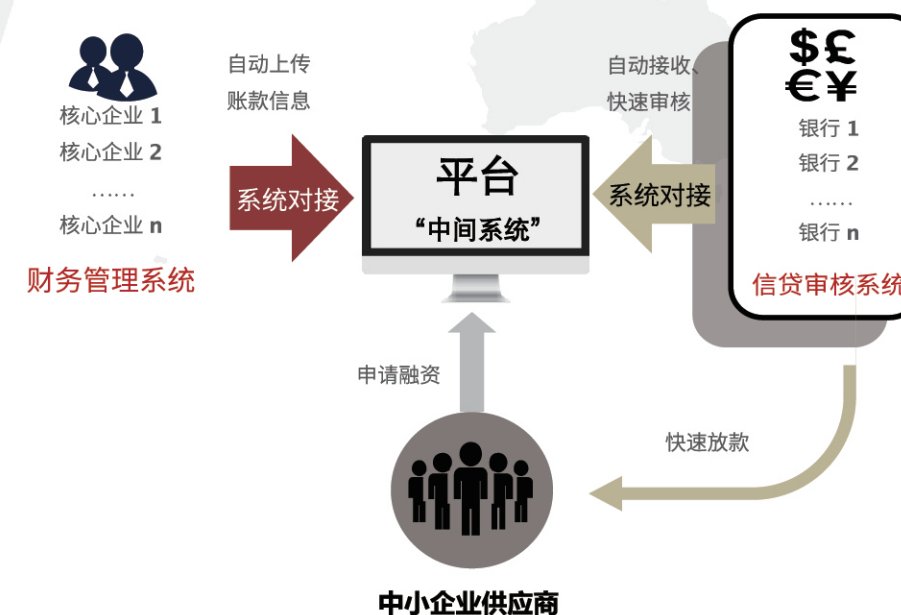 核心企业 1
核心企业 2
……
核心企业 n
财务管理系统
自动上传
账款信息
系统对接
平台
“中间系统”
自动接收、
快速审核
系统对接
$£
€¥
银行 1
银行 2
……
银行 n
信贷审核系统
申请融资
快速放款
中小企业供应商